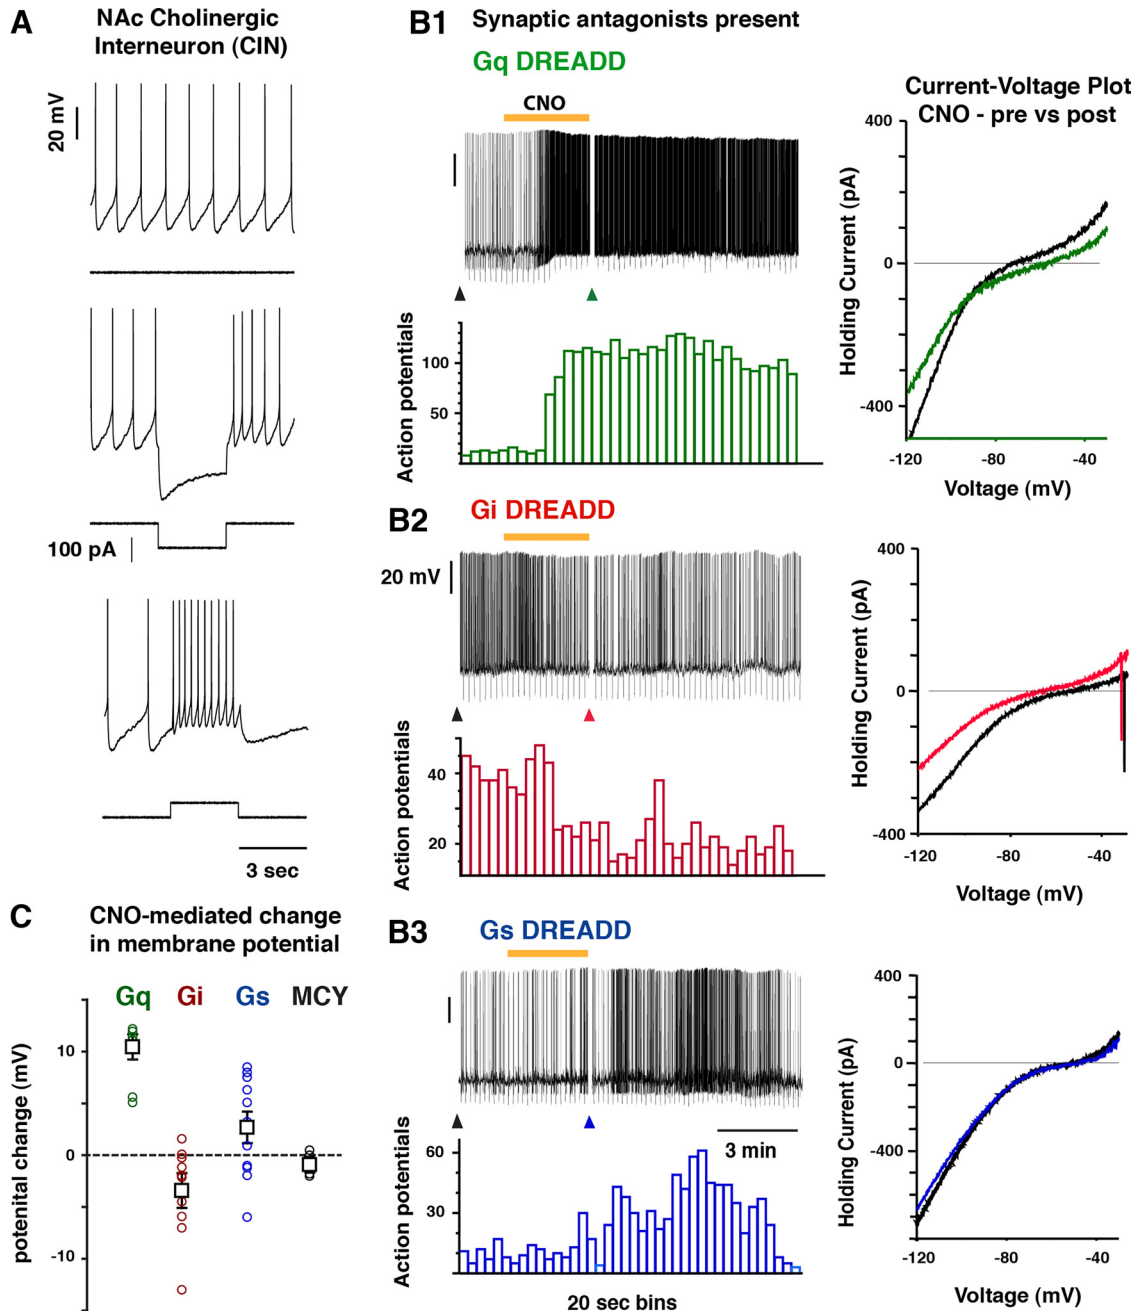 A
NAc Cholinergic
Interneuron (CIN)
20 mV
100 pA
3 sec
B1
Synaptic antagonists present
Gq DREADD
CNO
Action potentials
100
50
Current-Voltage Plot
CNO - pre vs post
Holding Current (pA)
400
0
-400
-120
-80
-40
Voltage (mV)
B2
Gi DREADD
20 mV
Action potentials
40
20
Holding Current (pA)
400
0
-400
-120
-80
-40
Voltage (mV)
C
CNO-mediated change
in membrane potential
Gq
Gi
Gs
MCY
potenital change (mV)
10
0
-10
B3
Gs DREADD
3 min
Action potentials
60
30
20 sec bins
Holding Current (pA)
400
0
-400
-120
-80
-40
Voltage (mV)